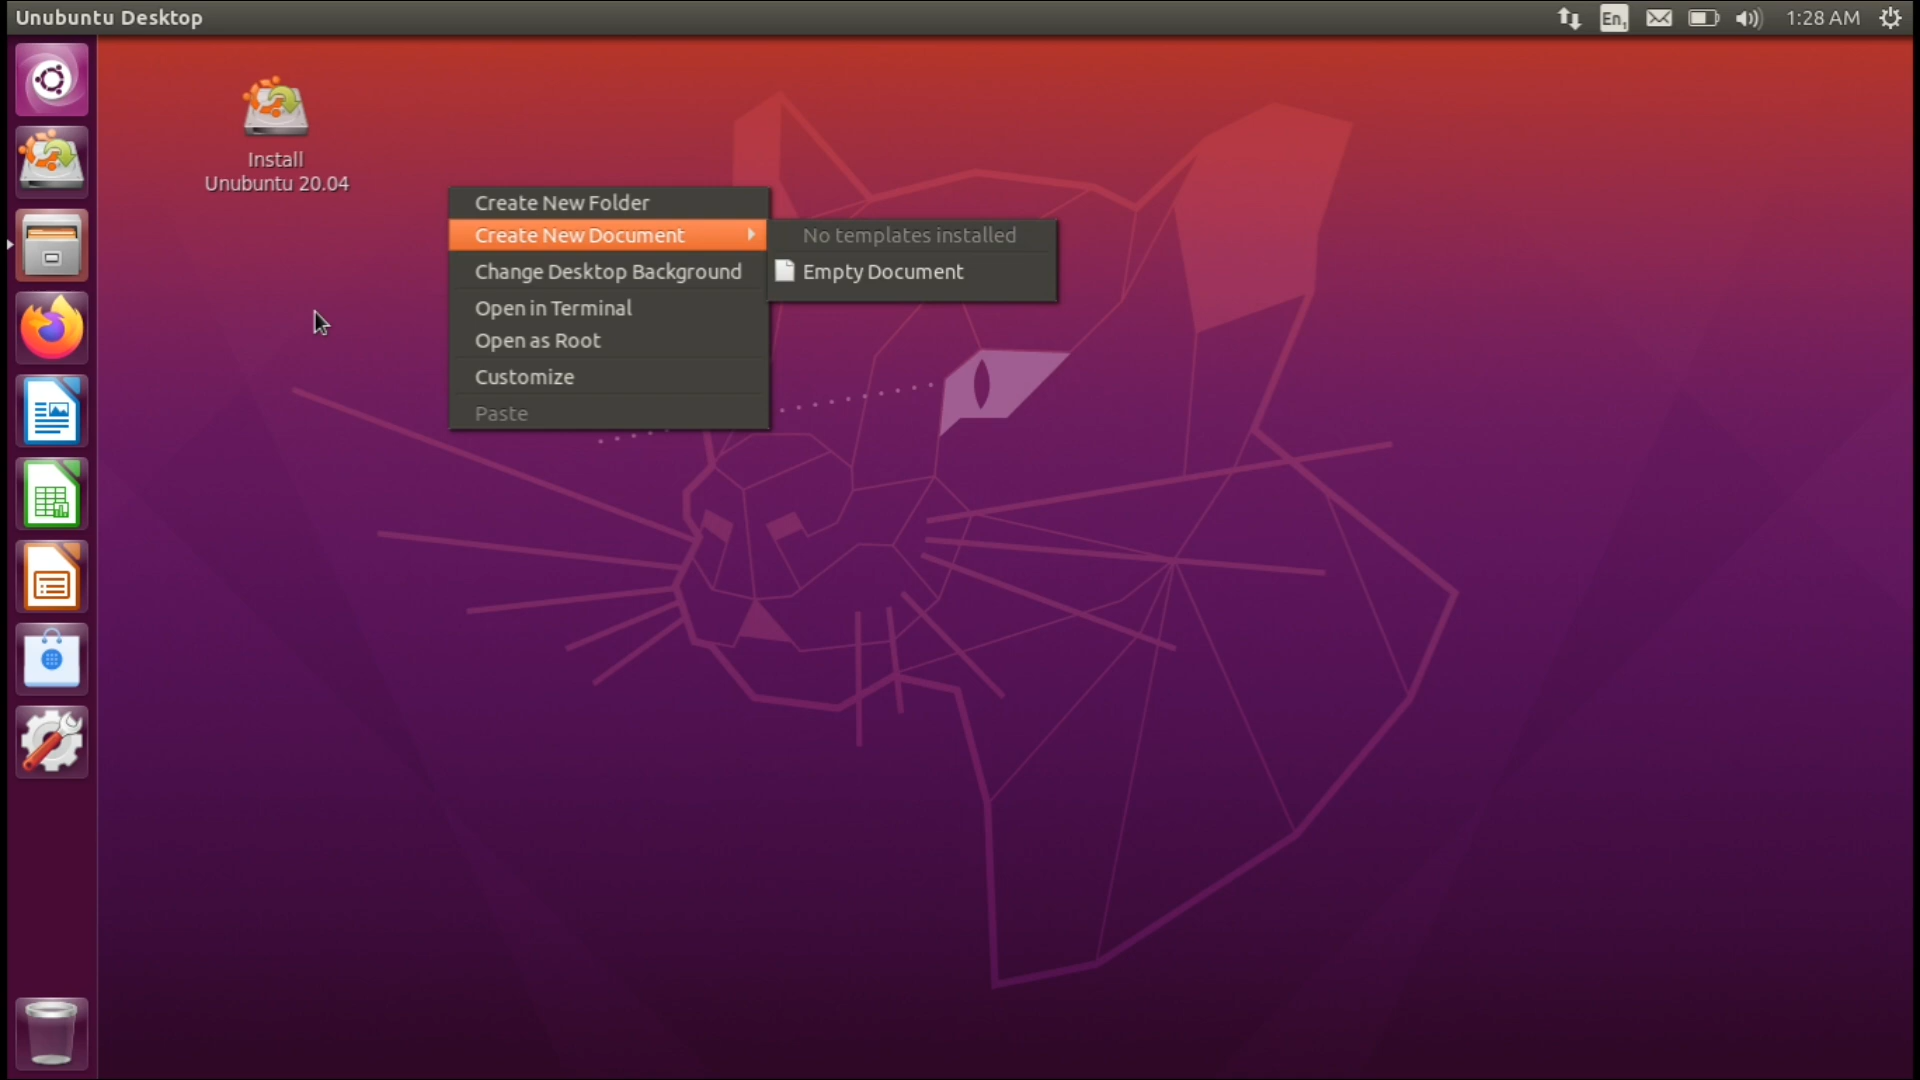 Unubuntu Desktop
En1
1:28 AM
Install
Unubuntu 20.04
Create New Folder
Create New Document
No templates installed
Change Desktop Background
Empty Document
Open in Terminal
Open as Root
Customize
Paste